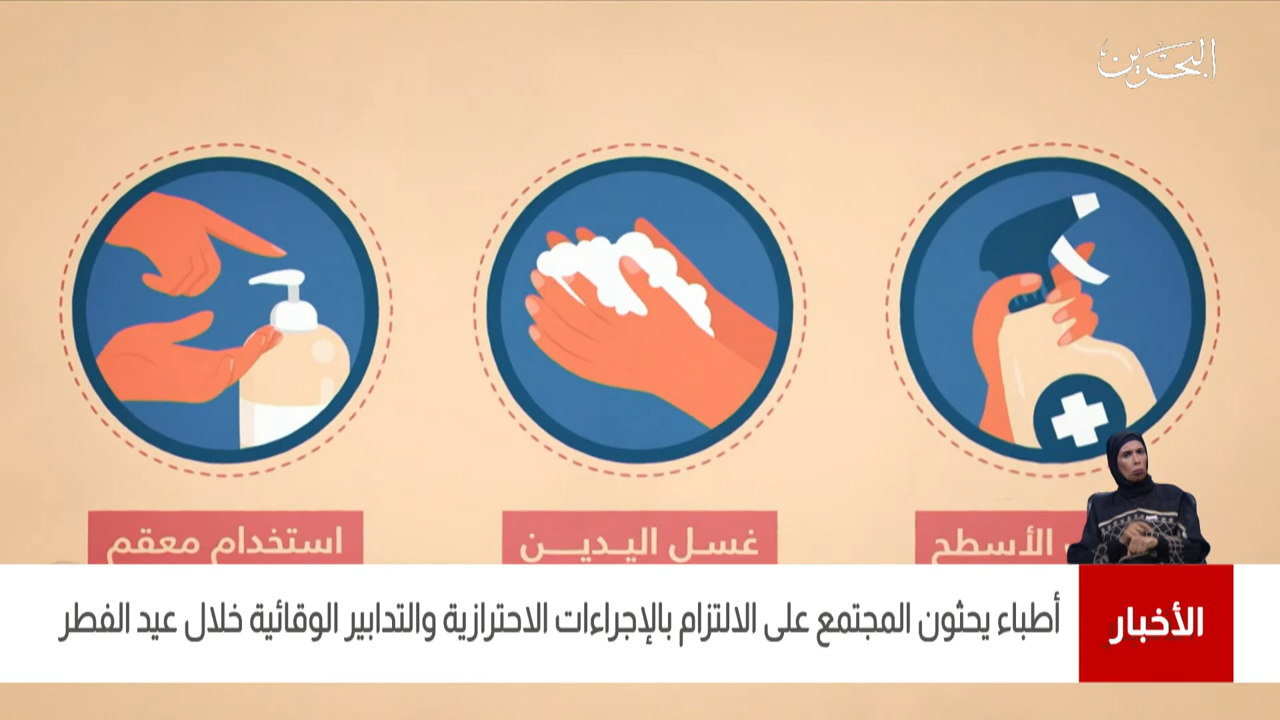 البحرين
استخدام معقم
غسل اليدين
الأسطح
الأخبار
أطباء يحثون المجتمع على الالتزام بالإجراءات الاحترازية والتدابير الوقائية خلال عيد الفطر